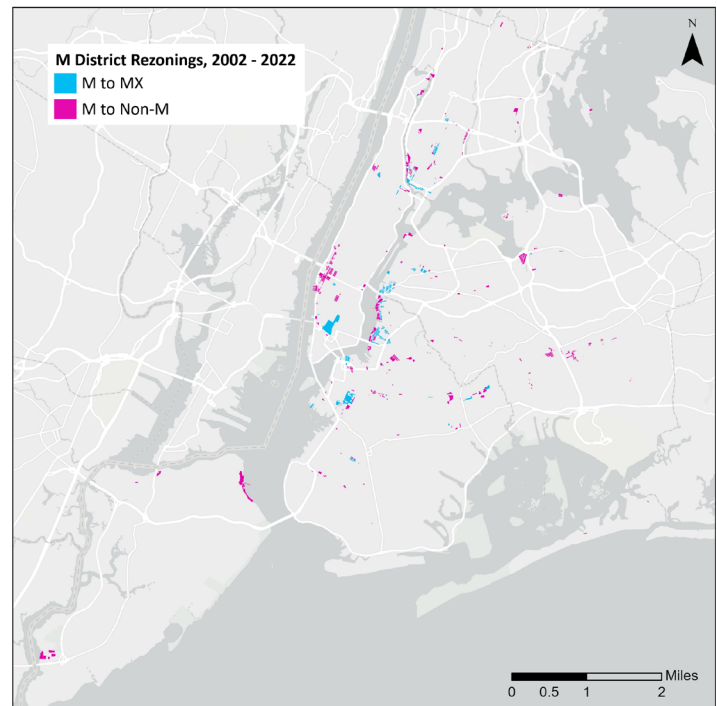 N
M District Rezonings, 2002 - 2022
M to MX
M to Non-M
Miles
0 0.5 1 2